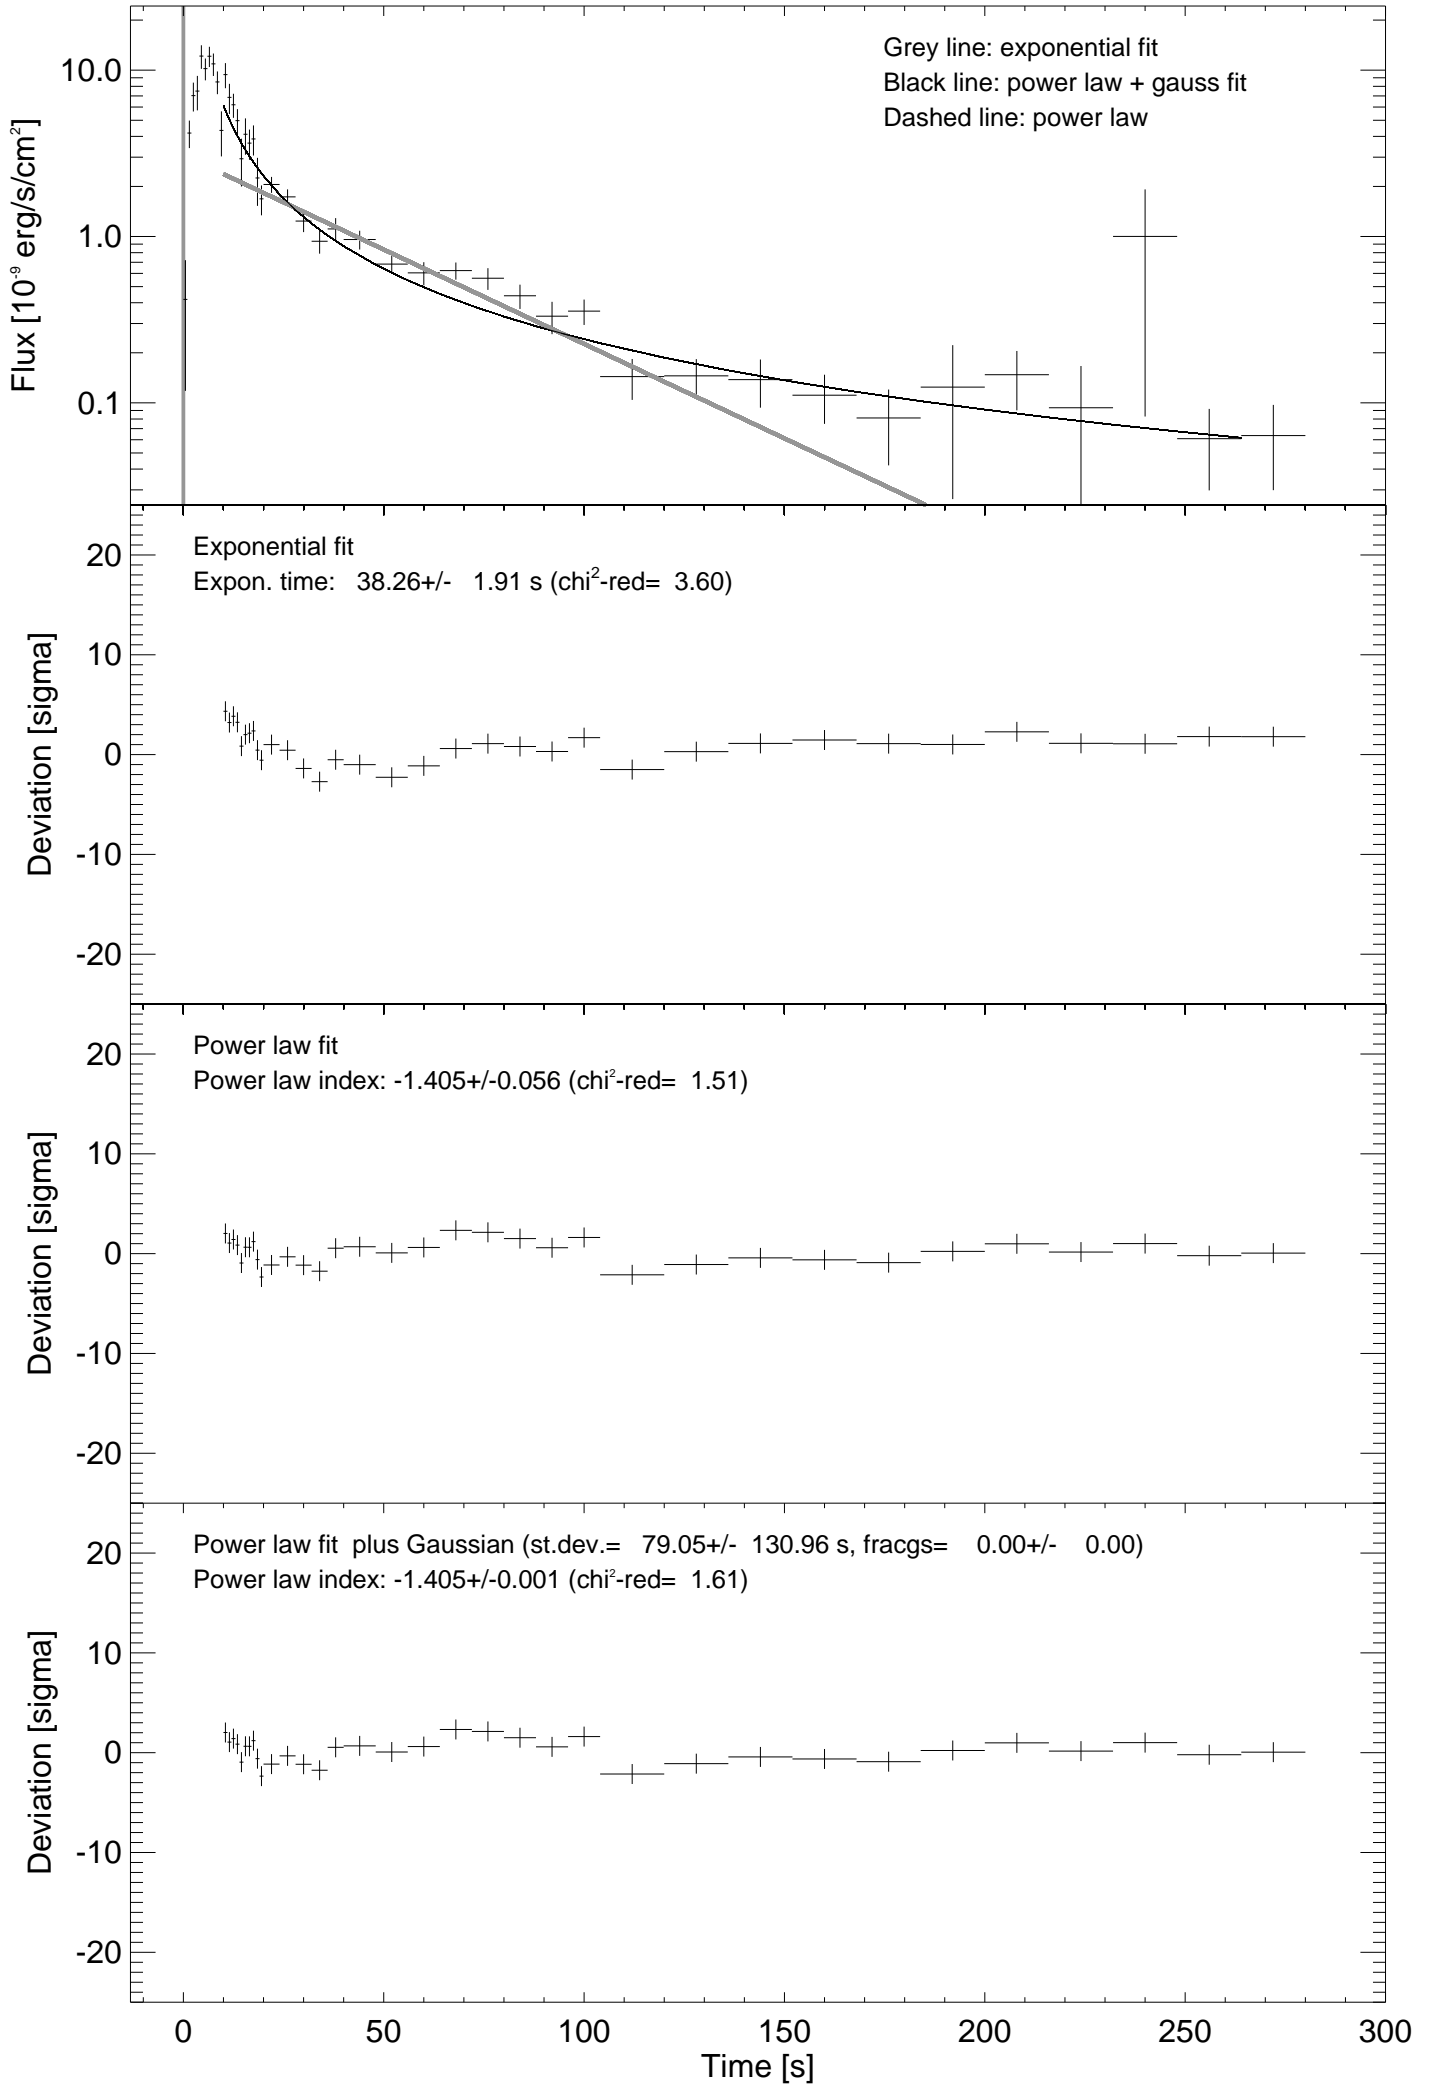 Grey line: exponential fit
Black line: power law + gauss fit
Dashed line: power law
10.0
1.0
0.1
Flux [10⁻⁹ erg/s/cm²]
Exponential fit
Expon. time: 38.26+/- 1.91 s (chi²-red= 3.60)
20
10
0
-10
-20
Deviation [sigma]
Power law fit
Power law index: -1.405+/-0.056 (chi²-red= 1.51)
20
10
0
-10
-20
Deviation [sigma]
Power law fit plus Gaussian (st.dev.= 79.05+/- 130.96 s, fracgs= 0.00+/- 0.00)
Power law index: -1.405+/-0.001 (chi²-red= 1.61)
20
10
0
-10
-20
Deviation [sigma]
0 50 100 150 200 250 300
Time [s]